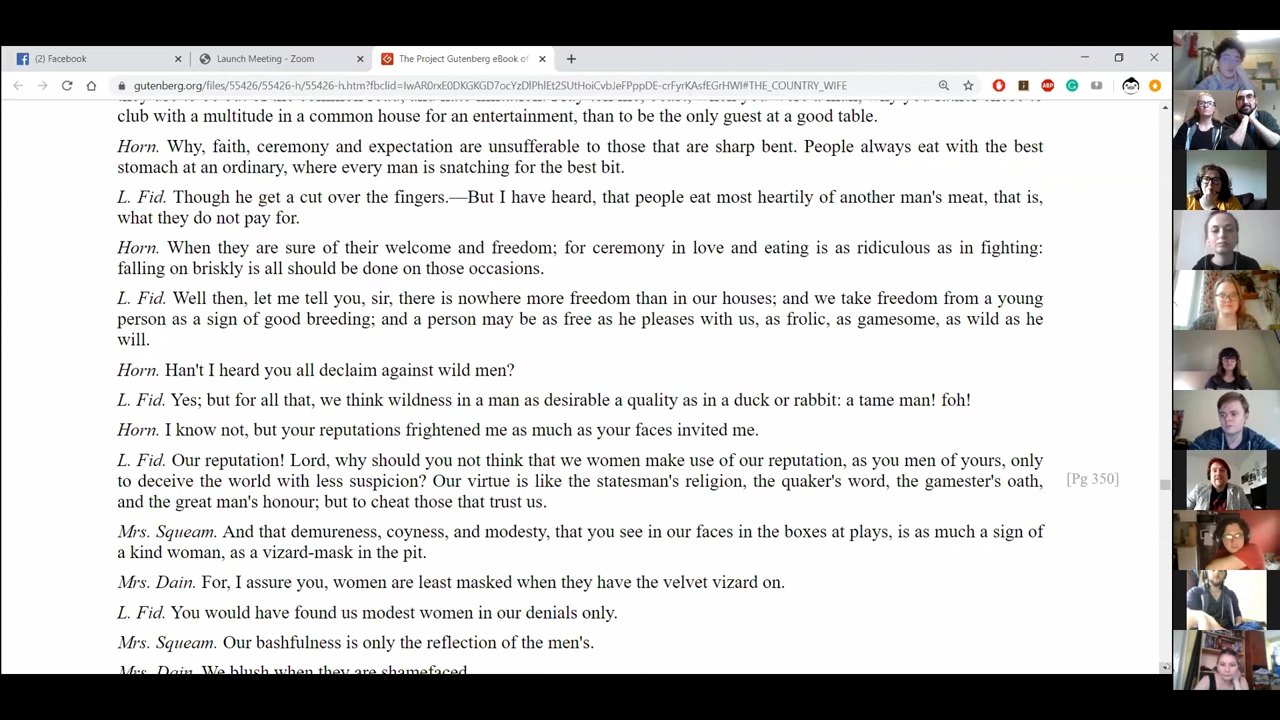 (2) Facebook
Launch Meeting - Zoom
The Project Gutenberg eBook of
gutenberg.org/files/55426-h/55426-h.htm?fbclid=
#THE_COUNTRY_WIFE
club with a multitude in a common house for an entertainment, than to be the only guest at a good table.
Horn. Why, faith, ceremony and expectation are unsufferable to those that are sharp bent. People always eat with the best
stomach at an ordinary, where every man is snatching for the best bit.
L. Fid. Though he get a cut over the fingers.—But I have heard, that people eat most heartily of another man's meat, that is,
what they do not pay for.
Horn. When they are sure of their welcome and freedom; for ceremony in love and eating is as ridiculous as in fighting:
falling on briskly is all should be done on those occasions.
L. Fid. Well then, let me tell you, sir, there is nowhere more freedom than in our houses; and we take freedom from a young
person as a sign of good breeding; and a person may be as free as he pleases with us, as frolic, as gamesome, as wild as he
will.
Horn. Han't I heard you all declaim against wild men?
L. Fid. Yes; but for all that, we think wildness in a man as desirable a quality as in a duck or rabbit: a tame man! foh!
Horn. I know not, but your reputations frightened me as much as your faces invited me.
L. Fid. Our reputation! Lord, why should you not think that we women make use of our reputation, as you men of yours, only
to deceive the world with less suspicion? Our virtue is like the statesman's religion, the quaker's word, the gamester's oath,
and the great man's honour; but to cheat those that trust us.
[Pg 350]
Mrs. Squeam. And that demureness, coyness, and modesty, that you see in our faces in the boxes at plays, is as much a sign of
a kind woman, as a vizard-mask in the pit.
Mrs. Dain. For, I assure you, women are least masked when they have the velvet vizard on.
L. Fid. You would have found us modest women in our denials only.
Mrs. Squeam. Our bashfulness is only the reflection of the men's.
Mrs. Dain. We blush when they are shamefaced.